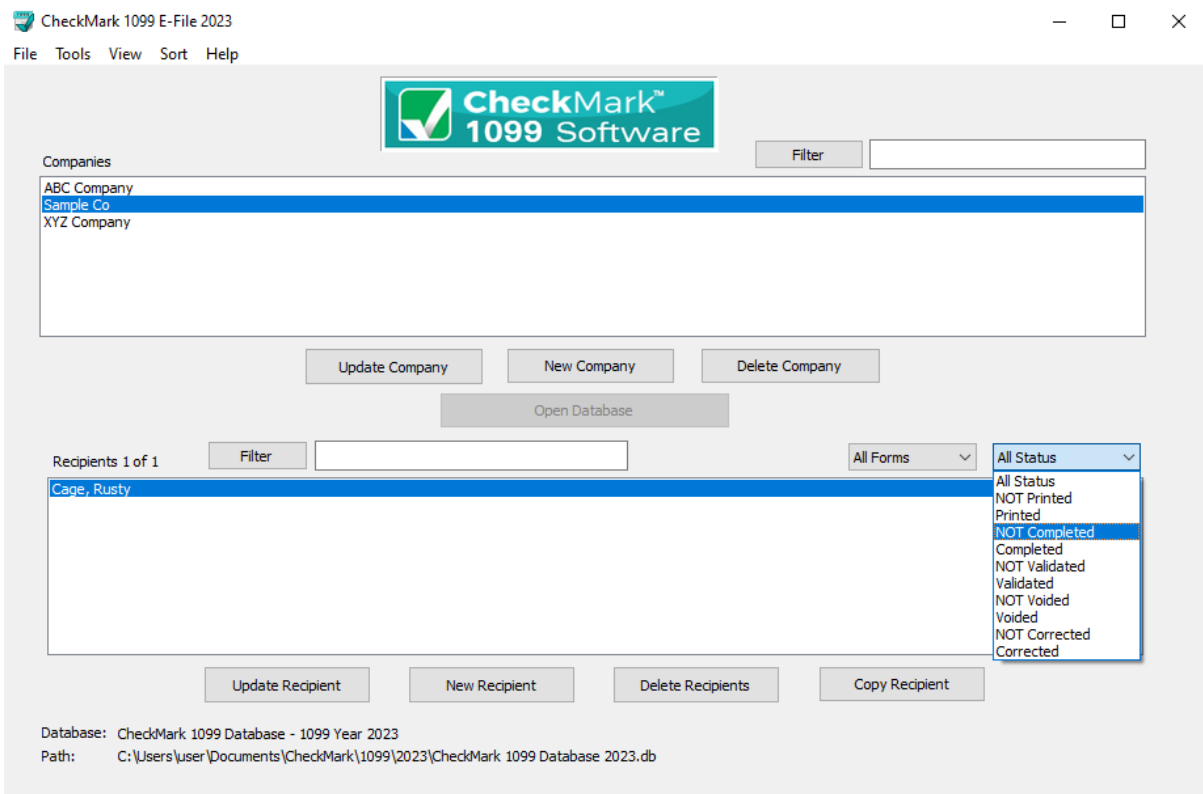 CheckMark 1099 E-File 2023
File Tools View Sort Help
CheckMark™
1099 Software
Companies
Filter
ABC Company
Sample Co
XYZ Company
Update Company New Company Delete Company
Open Database
Recipients 1 of 1 Filter All Forms All Status
Cage, Rusty
All Status
NOT Printed
Printed
NOT Completed
Completed
NOT Validated
Validated
NOT Voided
Voided
NOT Corrected
Corrected
Update Recipient New Recipient Delete Recipients Copy Recipient
Database: CheckMark 1099 Database - 1099 Year 2023
Path: C:\Users\user\Documents\CheckMark\1099\2023\CheckMark 1099 Database 2023.db